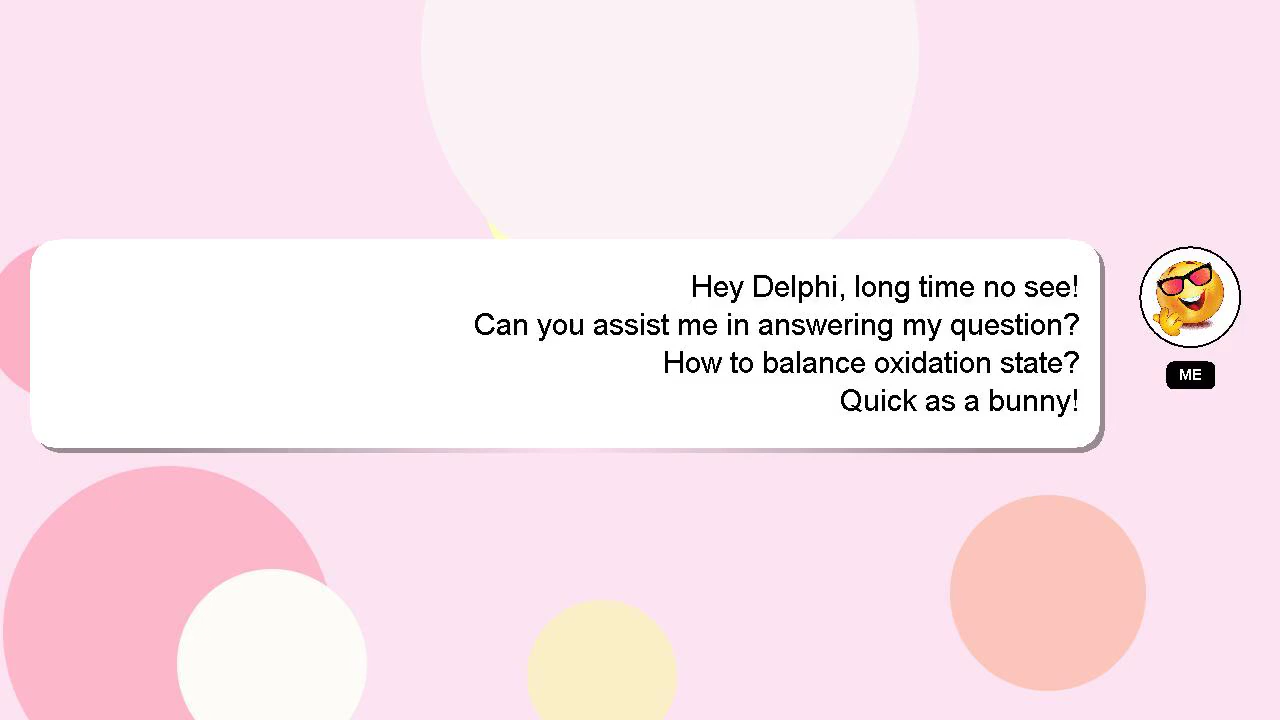 Hey Delphi, long time no see!
Can you assist me in answering my question?
How to balance oxidation state?
Quick as a bunny!
ME